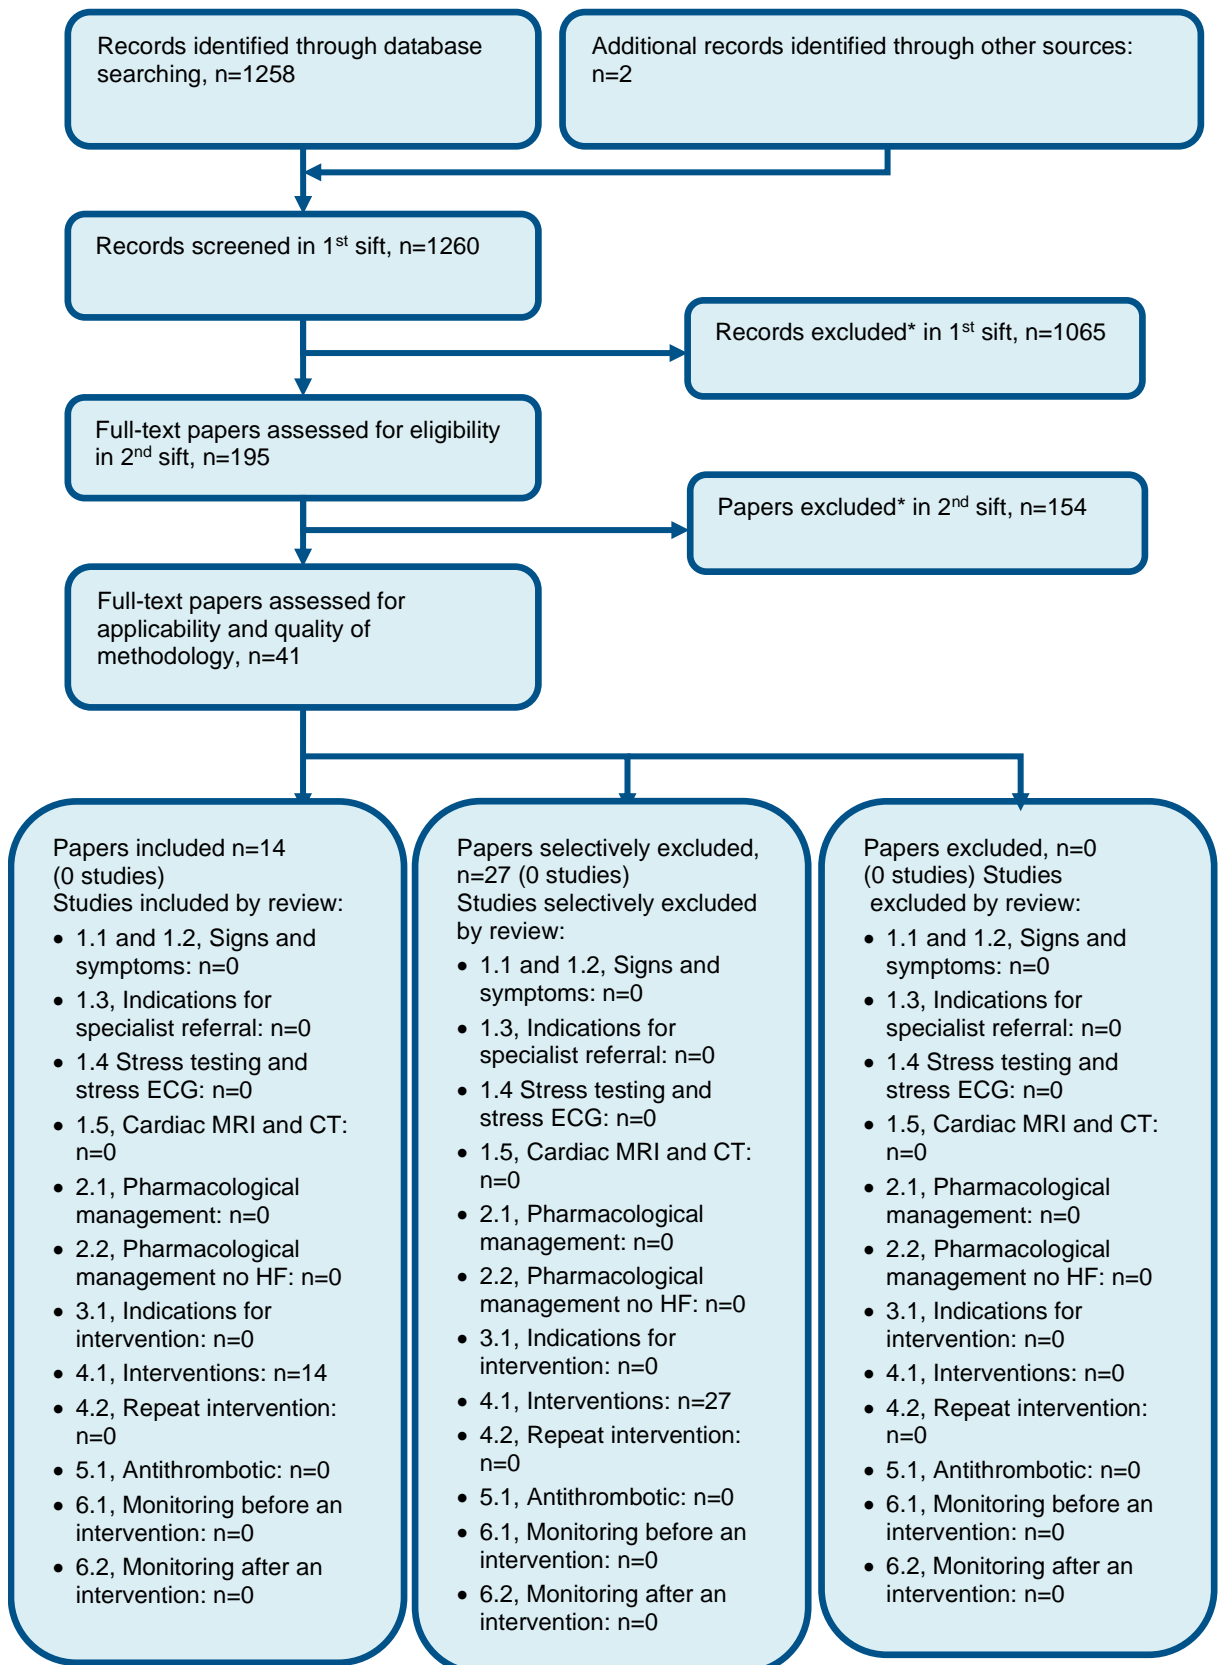 Records identified through database
searching, n=1258
Additional records identified through other sources:
n=2
Records screened in 1st sift, n=1260
Records excluded* in 1st sift, n=1065
Full-text papers assessed for eligibility
in 2nd sift, n=195
Papers excluded* in 2nd sift, n=154
Full-text papers assessed for
applicability and quality of
methodology, n=41
Papers included n=14
(0 studies)
Studies included by review:
• 1.1 and 1.2, Signs and
symptoms: n=0
• 1.3, Indications for
specialist referral: n=0
• 1.4 Stress testing and
stress ECG: n=0
• 1.5, Cardiac MRI and CT:
n=0
• 2.1, Pharmacological
management: n=0
• 2.2, Pharmacological
management no HF: n=0
• 3.1, Indications for
intervention: n=0
• 4.1, Interventions: n=14
• 4.2, Repeat intervention:
n=0
• 5.1, Antithrombotic: n=0
• 6.1, Monitoring before an
intervention: n=0
• 6.2, Monitoring after an
intervention: n=0
Papers selectively excluded,
n=27 (0 studies)
Studies selectively excluded
by review:
• 1.1 and 1.2, Signs and
symptoms: n=0
• 1.3, Indications for
specialist referral: n=0
• 1.4 Stress testing and
stress ECG: n=0
• 1.5, Cardiac MRI and CT:
n=0
• 2.1, Pharmacological
management: n=0
• 2.2, Pharmacological
management no HF: n=0
• 3.1, Indications for
intervention: n=0
• 4.1, Interventions: n=27
• 4.2, Repeat intervention:
n=0
• 5.1, Antithrombotic: n=0
• 6.1, Monitoring before an
intervention: n=0
• 6.2, Monitoring after an
intervention: n=0
Papers excluded, n=0
(0 studies) Studies
excluded by review:
• 1.1 and 1.2, Signs and
symptoms: n=0
• 1.3, Indications for
specialist referral: n=0
• 1.4 Stress testing and
stress ECG: n=0
• 1.5, Cardiac MRI and CT:
n=0
• 2.1, Pharmacological
management: n=0
• 2.2, Pharmacological
management no HF: n=0
• 3.1, Indications for
intervention: n=0
• 4.1, Interventions: n=0
• 4.2, Repeat intervention:
n=0
• 5.1, Antithrombotic: n=0
• 6.1, Monitoring before an
intervention: n=0
• 6.2, Monitoring after an
intervention: n=0